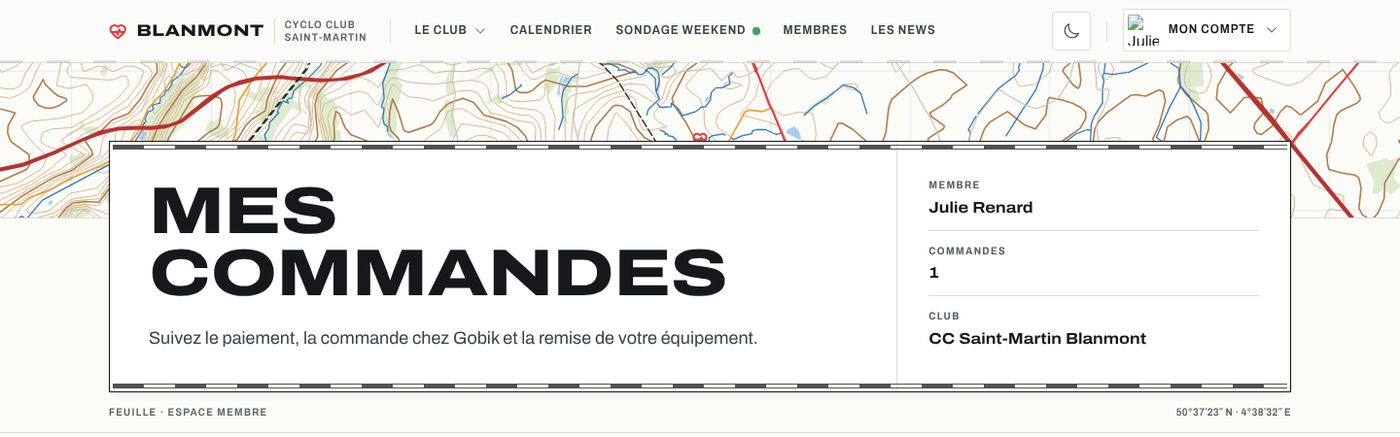 BLANMONT
CYCLO CLUB
SAINT-MARTIN
LE CLUB
CALENDRIER
SONDAGE WEEKEND
MEMBRES
LES NEWS
Julie
MON COMPTE
MES
COMMANDES
Suivez le paiement, la commande chez Gobik et la remise de votre équipement.
MEMBRE
Julie Renard
COMMANDES
1
CLUB
CC Saint-Martin Blanmont
FEUILLE · ESPACE MEMBRE
50°37′23″ N · 4°38′32″ E